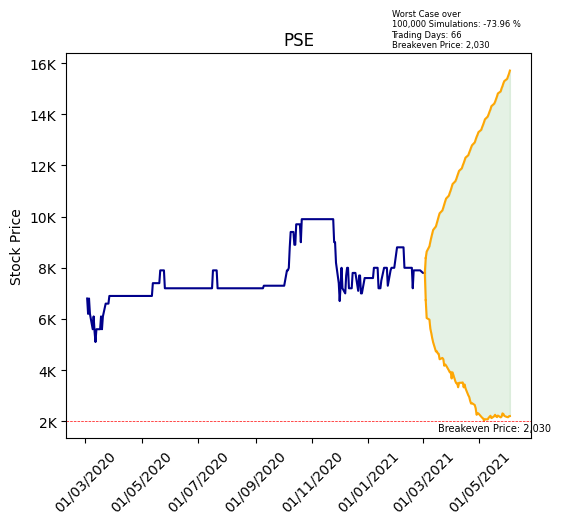 Worst Case over
100,000 Simulations: -73.96 %
Trading Days: 66
Breakeven Price: 2,030
PSE
Stock Price
16K
14K
12K
10K
8K
6K
4K
2K
Breakeven Price: 2,030
01/03/2020
01/05/2020
01/07/2020
01/09/2020
01/11/2020
01/01/2021
01/03/2021
01/05/2021